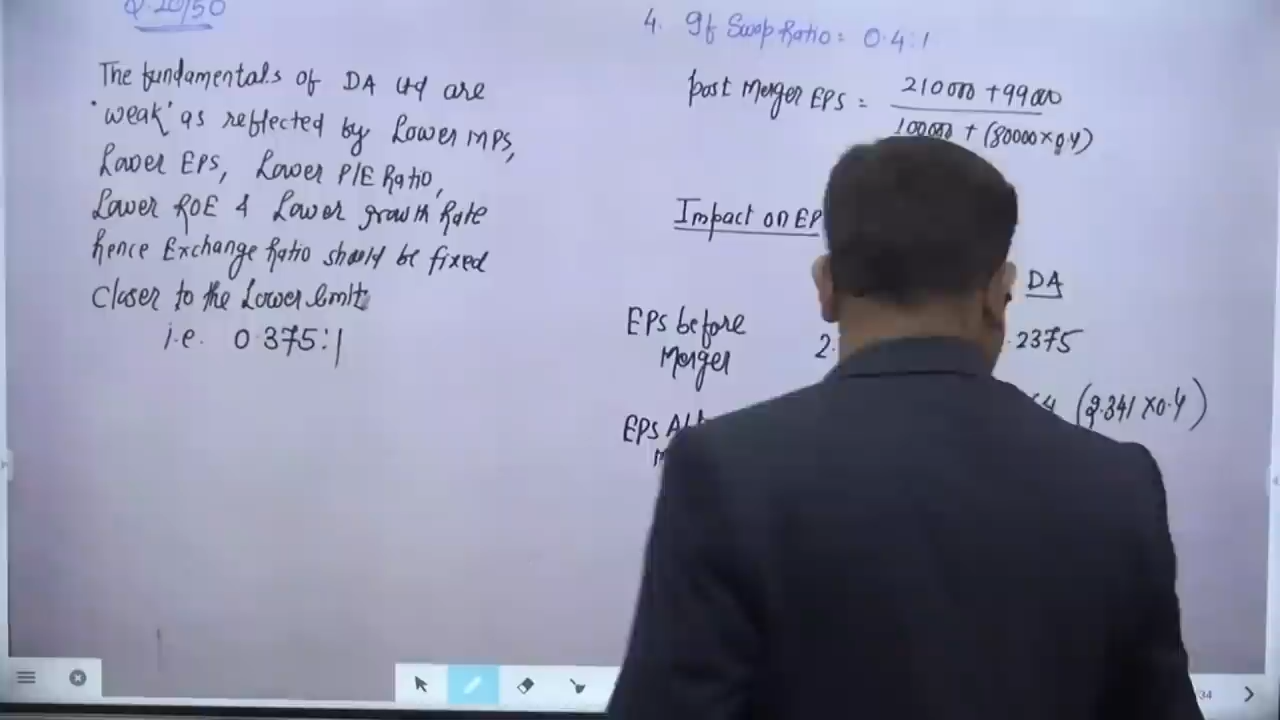 Q.20/50
The fundamentals of DA Ltd are
'weak' as reflected by Lower MPS,
Lower EPS, Lower P/E Ratio,
Lower ROE & Lower growth Rate
hence Exchange Ratio should be fixed
Closer to the Lower limit
i.e. 0.375:1
4. If Swap Ratio = 0.4:1
post Merger EPS = 210000 + 99000
100000 + (80000×0.4)
Impact on EP
DA
EPS before
Merger
2.
.2375
EPS
(2.341×0.4)
34